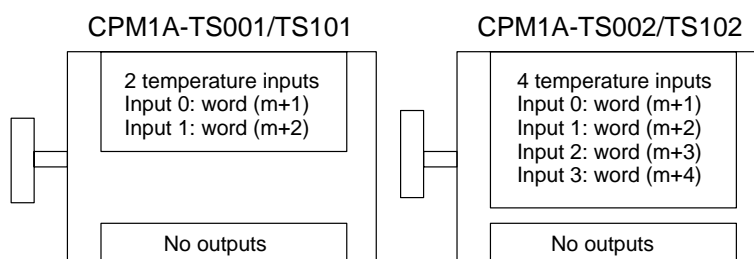 CPM1A-TS001/TS101
2 temperature inputs
Input 0: word (m+1)
Input 1: word (m+2)
No outputs
CPM1A-TS002/TS102
4 temperature inputs
Input 0: word (m+1)
Input 1: word (m+2)
Input 2: word (m+3)
Input 3: word (m+4)
No outputs